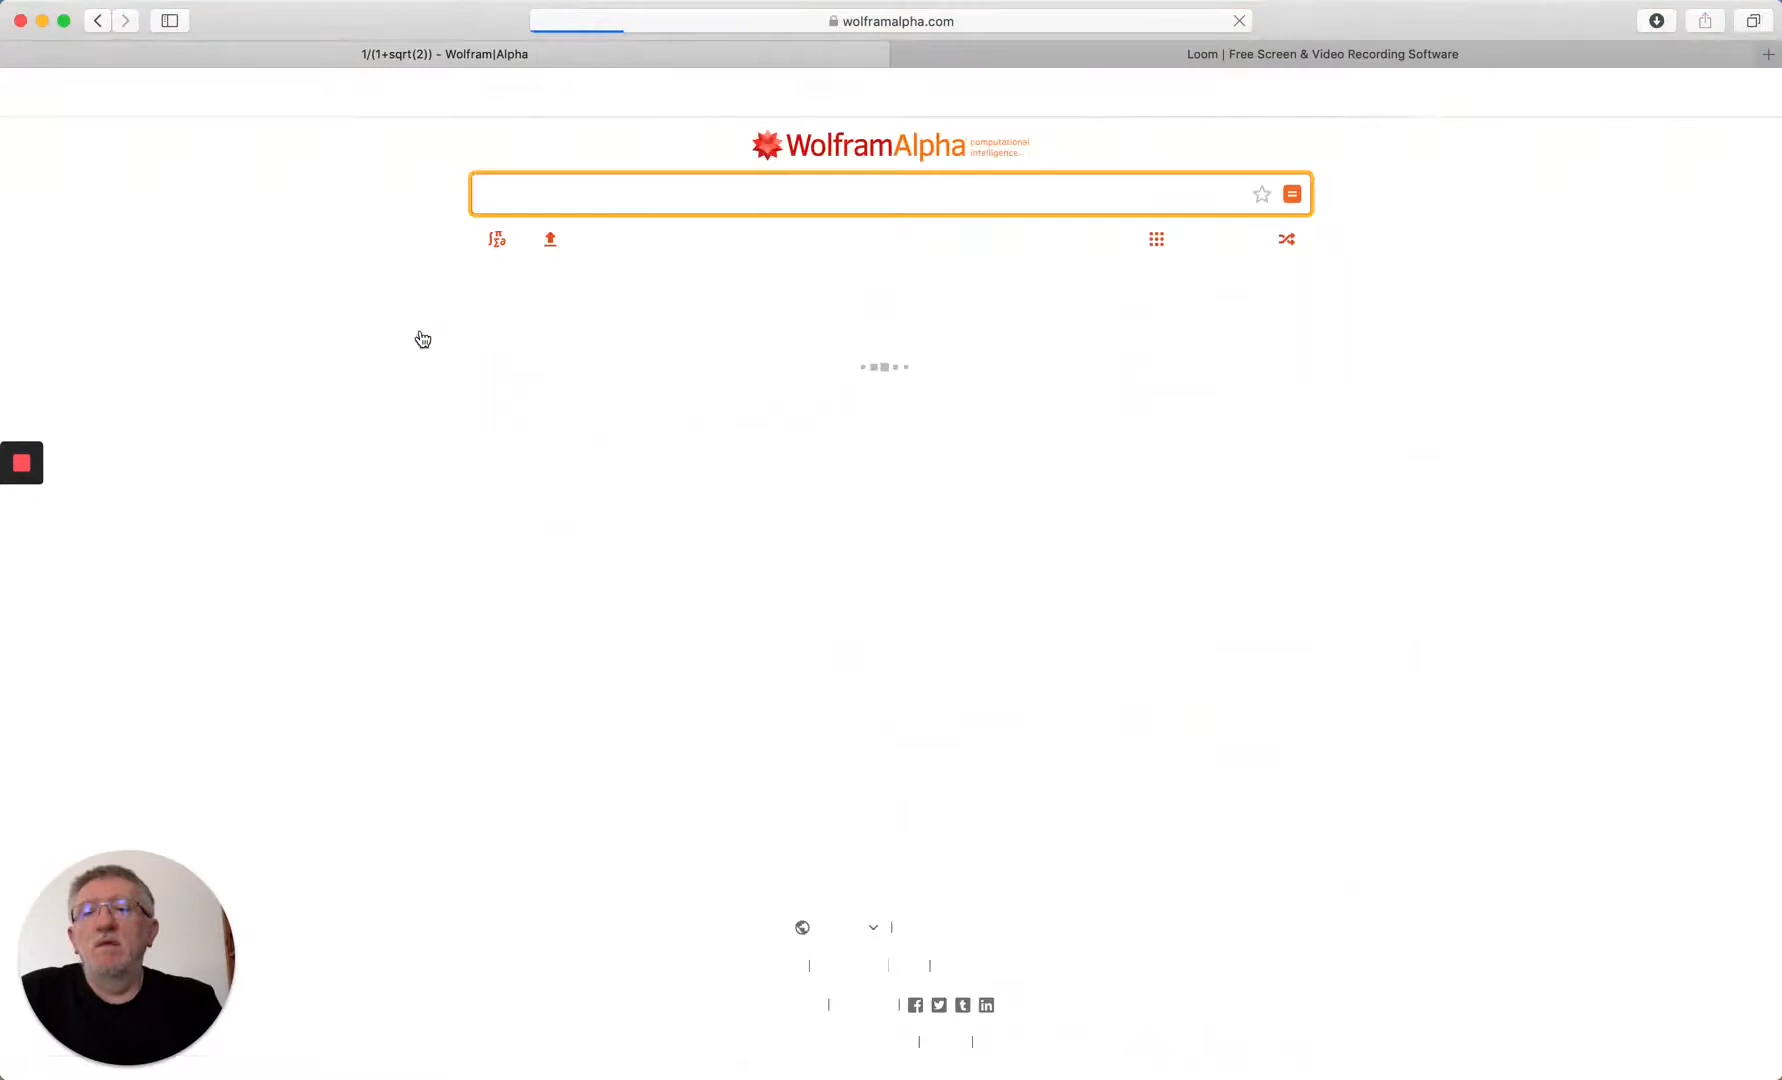 wolframalpha.com
1/(1+sqrt(2)) - Wolfram|Alpha
Loom | Free Screen & Video Recording Software
WolframAlpha computational intelligence.